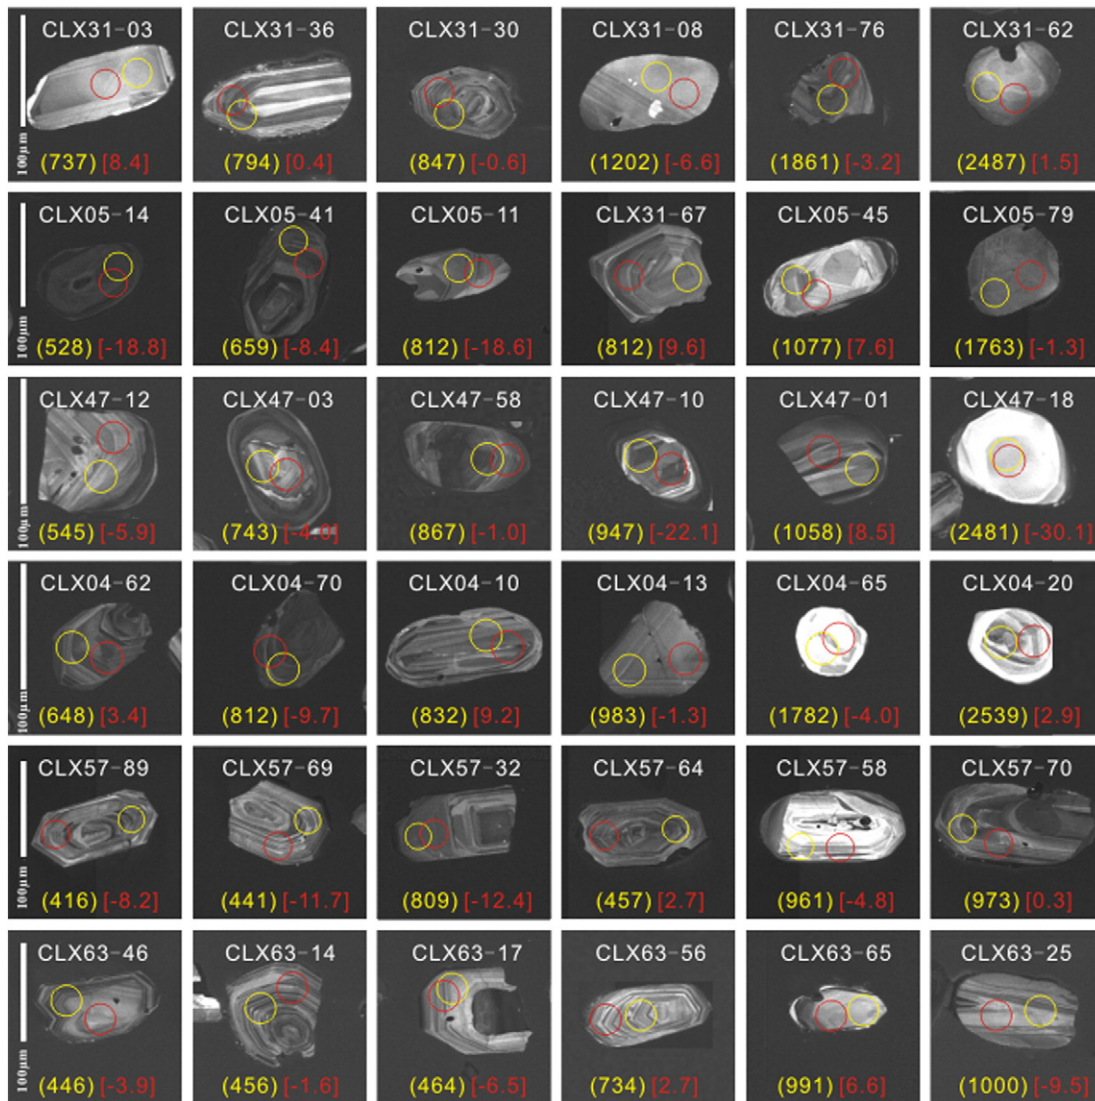 CLX31-03 CLX31-36 CLX31-30 CLX31-08 CLX31-76 CLX31-62
100μm
(737) [8.4] (794) [0.4] (847) [-0.6] (1202) [-6.6] (1861) [-3.2] (2487) [1.5]
CLX05-14 CLX05-41 CLX05-11 CLX31-67 CLX05-45 CLX05-79
100μm
(528) [-18.8] (659) [-8.4] (812) [-18.6] (812) [9.6] (1077) [7.6] (1763) [-1.3]
CLX47-12 CLX47-03 CLX47-58 CLX47-10 CLX47-01 CLX47-18
100μm
(545) [-5.9] (743) [-4.0] (867) [-1.0] (947) [-22.1] (1058) [8.5] (2481) [-30.1]
CLX04-62 CLX04-70 CLX04-10 CLX04-13 CLX04-65 CLX04-20
100μm
(648) [3.4] (812) [-9.7] (832) [9.2] (983) [-1.3] (1782) [-4.0] (2539) [2.9]
CLX57-89 CLX57-69 CLX57-32 CLX57-64 CLX57-58 CLX57-70
100μm
(416) [-8.2] (441) [-11.7] (809) [-12.4] (457) [2.7] (961) [-4.8] (973) [0.3]
CLX63-46 CLX63-14 CLX63-17 CLX63-56 CLX63-65 CLX63-25
100μm
(446) [-3.9] (456) [-1.6] (464) [-6.5] (734) [2.7] (991) [6.6] (1000) [-9.5]